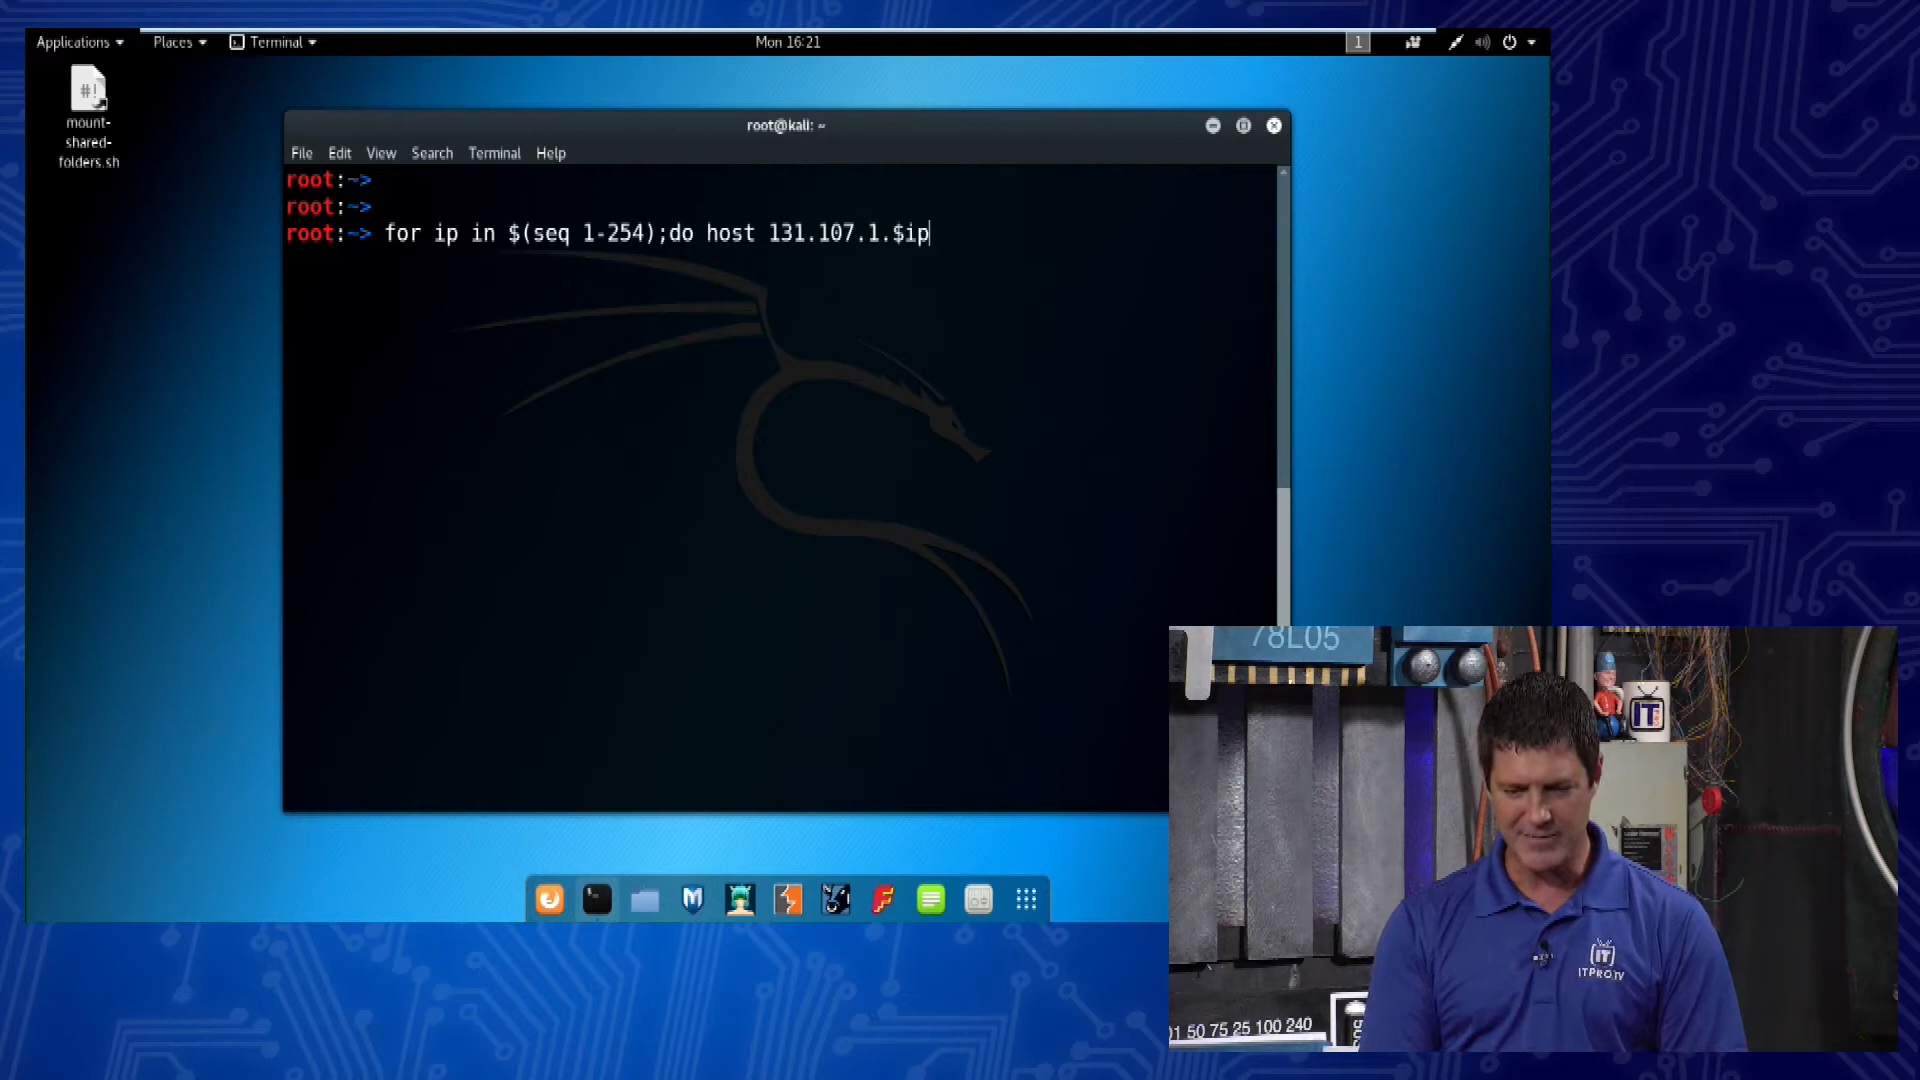 Applications
Places
Terminal
Mon 16:21
1
#!
mount-
shared-
folders.sh
root@kali: ~
File Edit View Search Terminal Help
root:~>
root:~>
root:~> for ip in $(seq 1-254);do host 131.107.1.$ip
78L05
IT
IT
ITPROTV
01 50 75 25 100 240